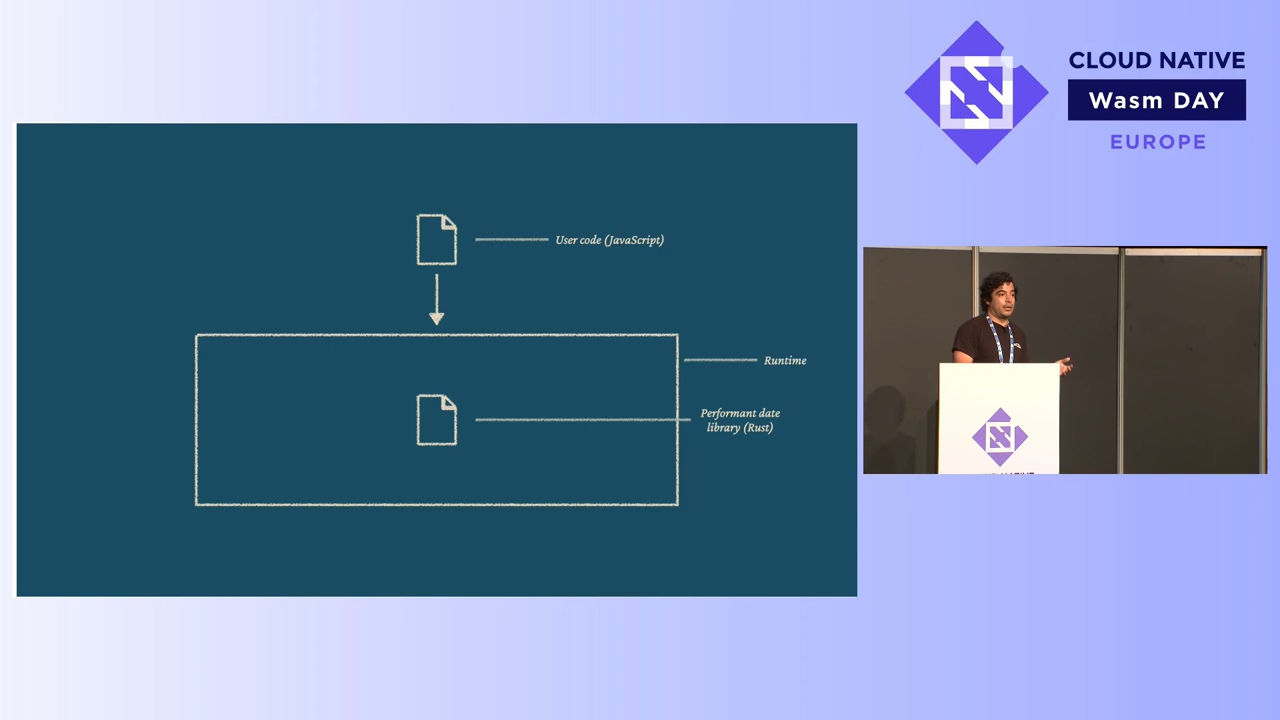 CLOUD NATIVE
Wasm DAY
EUROPE
User code (JavaScript)
Runtime
Performant date
library (Rust)